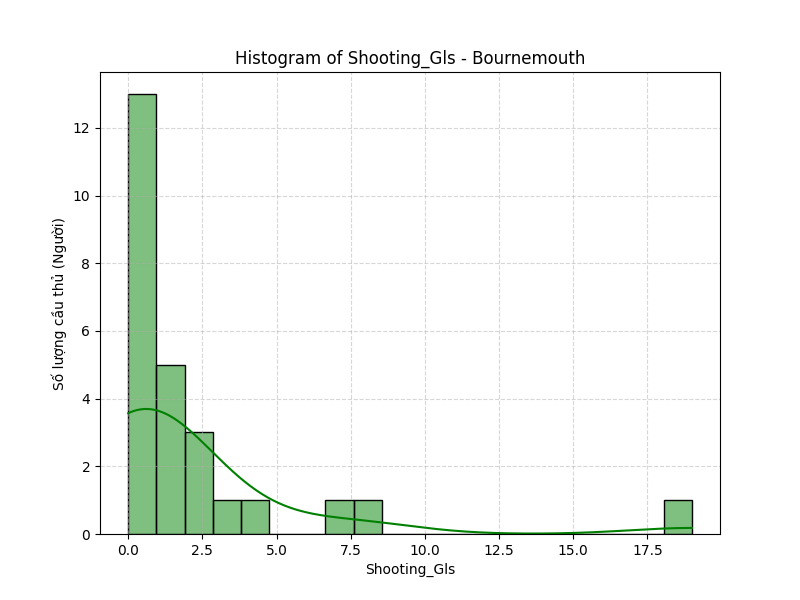 Histogram of Shooting_Gls - Bournemouth
Số lượng cầu thủ (Người)
12
10
8
6
4
2
0
0.0 2.5 5.0 7.5 10.0 12.5 15.0 17.5
Shooting_Gls